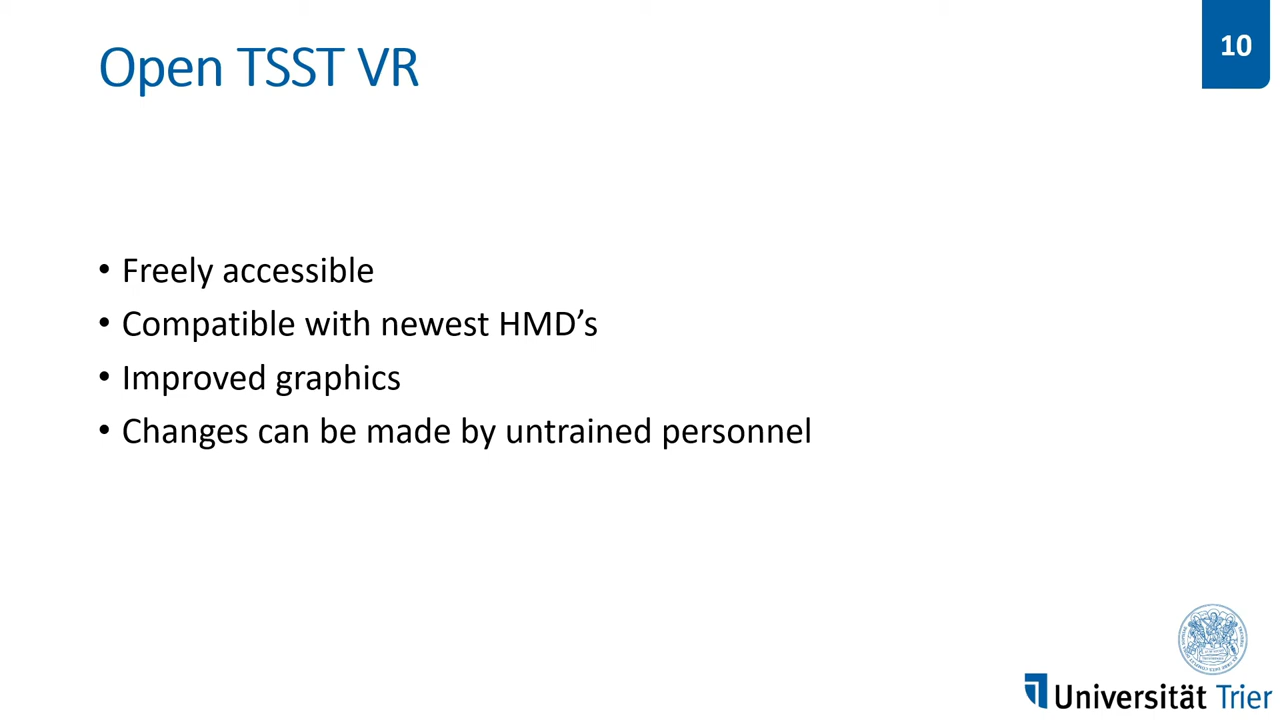 Open TSST VR
10
• Freely accessible
• Compatible with newest HMD’s
• Improved graphics
• Changes can be made by untrained personnel
Universität Trier